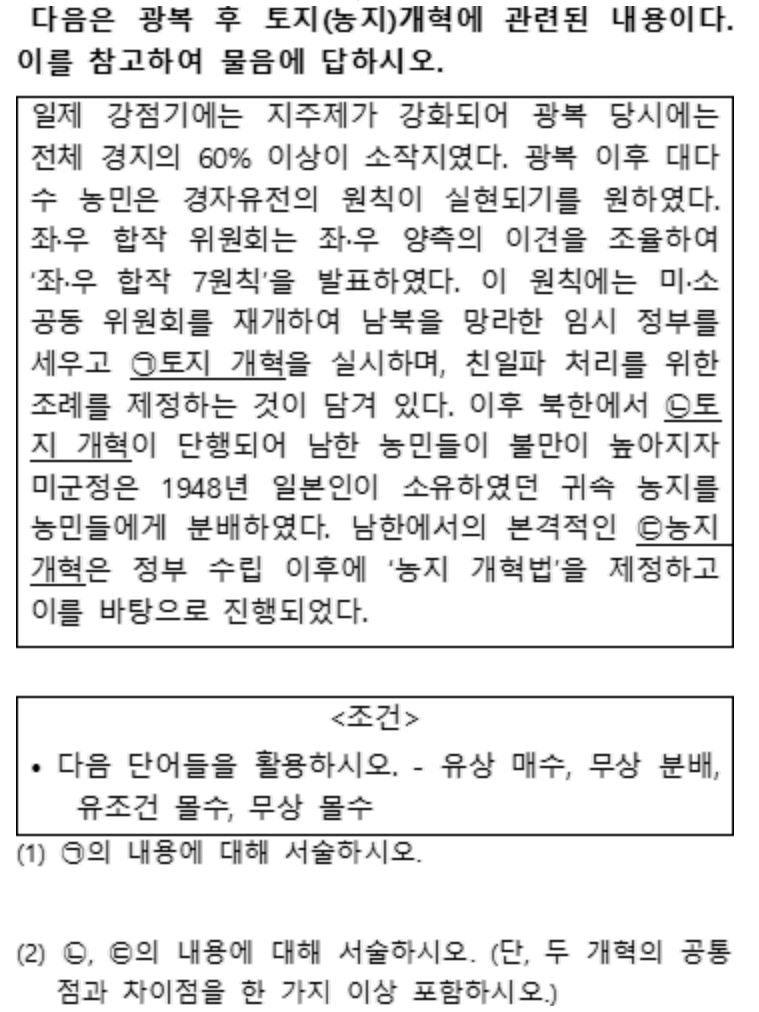 다음은 광복 후 토지(농지)개혁에 관련된 내용이다.
이를 참고하여 물음에 답하시오.
일제 강점기에는 지주제가 강화되어 광복 당시에는
전체 경지의 60% 이상이 소작지였다. 광복 이후 대다
수 농민은 경자유전의 원칙이 실현되기를 원하였다.
좌·우 합작 위원회는 좌·우 양측의 이견을 조율하여
‘좌·우 합작 7원칙’을 발표하였다. 이 원칙에는 미·소
공동 위원회를 재개하여 남북을 망라한 임시 정부를
세우고 ㉠토지 개혁을 실시하며, 친일파 처리를 위한
조례를 제정하는 것이 담겨 있다. 이후 북한에서 ㉡토
지 개혁이 단행되어 남한 농민들이 불만이 높아지자
미군정은 1948년 일본인이 소유하였던 귀속 농지를
농민들에게 분배하였다. 남한에서의 본격적인 ㉢농지
개혁은 정부 수립 이후에 ‘농지 개혁법’을 제정하고
이를 바탕으로 진행되었다.
<조건>
• 다음 단어들을 활용하시오. - 유상 매수, 무상 분배,
유조건 몰수, 무상 몰수
(1) ㉠의 내용에 대해 서술하시오.
(2) ㉡, ㉢의 내용에 대해 서술하시오. (단, 두 개혁의 공통
점과 차이점을 한 가지 이상 포함하시오.)